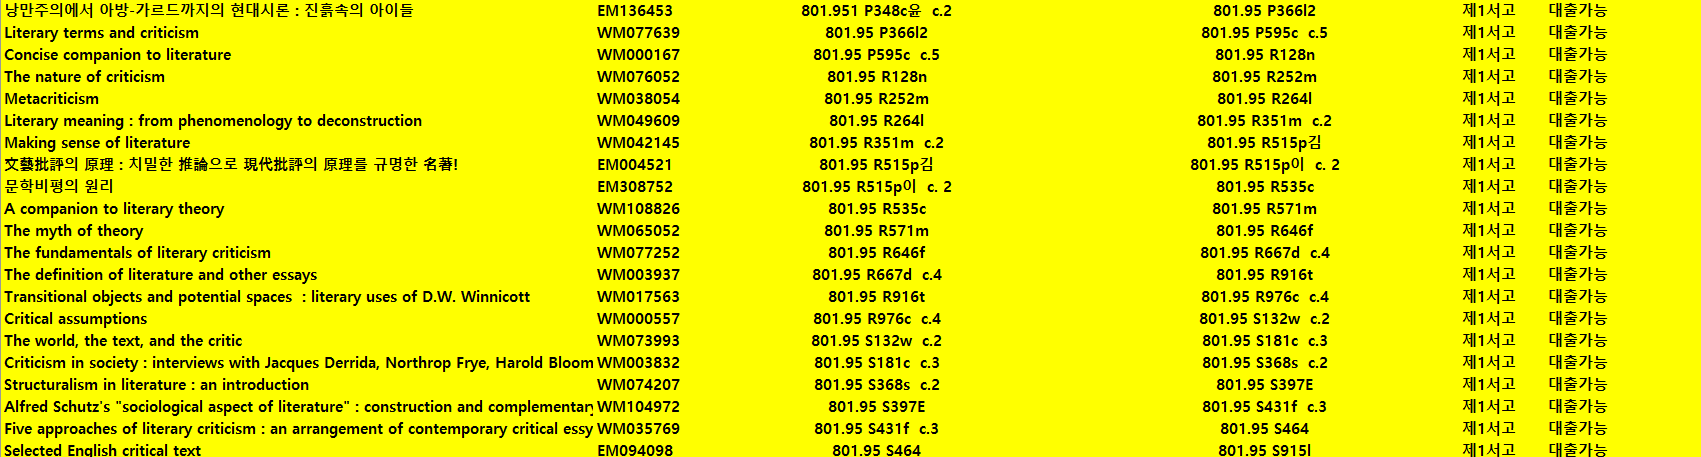 낭만주의에서 아방-가르드까지의 현대시론 : 진흙속의 아이들 EM136453 801.951 P348c윤 c.2 801.95 P366l2 제1서고 대출가능
Literary terms and criticism WM077639 801.95 P366l2 801.95 P595c c.5 제1서고 대출가능
Concise companion to literature WM000167 801.95 P595c c.5 801.95 R128n 제1서고 대출가능
The nature of criticism WM076052 801.95 R128n 801.95 R252m 제1서고 대출가능
Metacriticism WM038054 801.95 R252m 801.95 R264l 제1서고 대출가능
Literary meaning : from phenomenology to deconstruction WM049609 801.95 R264l 801.95 R351m c.2 제1서고 대출가능
Making sense of literature WM042145 801.95 R351m c.2 801.95 R515p김 제1서고 대출가능
文藝批評의 原理 : 치밀한 推論으로 現代批評의 原理를 규명한 名著! EM004521 801.95 R515p김 801.95 R515p이 c. 2 제1서고 대출가능
문학비평의 원리 EM308752 801.95 R515p이 c. 2 801.95 R535c 제1서고 대출가능
A companion to literary theory WM108826 801.95 R535c 801.95 R571m 제1서고 대출가능
The myth of theory WM065052 801.95 R571m 801.95 R646f 제1서고 대출가능
The fundamentals of literary criticism WM077252 801.95 R646f 801.95 R667d c.4 제1서고 대출가능
The definition of literature and other essays WM003937 801.95 R667d c.4 801.95 R916t 제1서고 대출가능
Transitional objects and potential spaces : literary uses of D.W. Winnicott WM017563 801.95 R916t 801.95 R976c c.4 제1서고 대출가능
Critical assumptions WM000557 801.95 R976c c.4 801.95 S132w c.2 제1서고 대출가능
The world, the text, and the critic WM073993 801.95 S132w c.2 801.95 S181c c.3 제1서고 대출가능
Criticism in society : interviews with Jacques Derrida, Northrop Frye, Harold Bloom WM003832 801.95 S181c c.3 801.95 S368s c.2 제1서고 대출가능
Structuralism in literature : an introduction WM074207 801.95 S368s c.2 801.95 S397E 제1서고 대출가능
Alfred Schutz's "sociological aspect of literature" : construction and complementary WM104972 801.95 S397E 801.95 S431f c.3 제1서고 대출가능
Five approaches of literary criticism : an arrangement of contemporary critical essy WM035769 801.95 S431f c.3 801.95 S464 제1서고 대출가능
Selected English critical text EM094098 801.95 S464 801.95 S915l 제1서고 대출가능